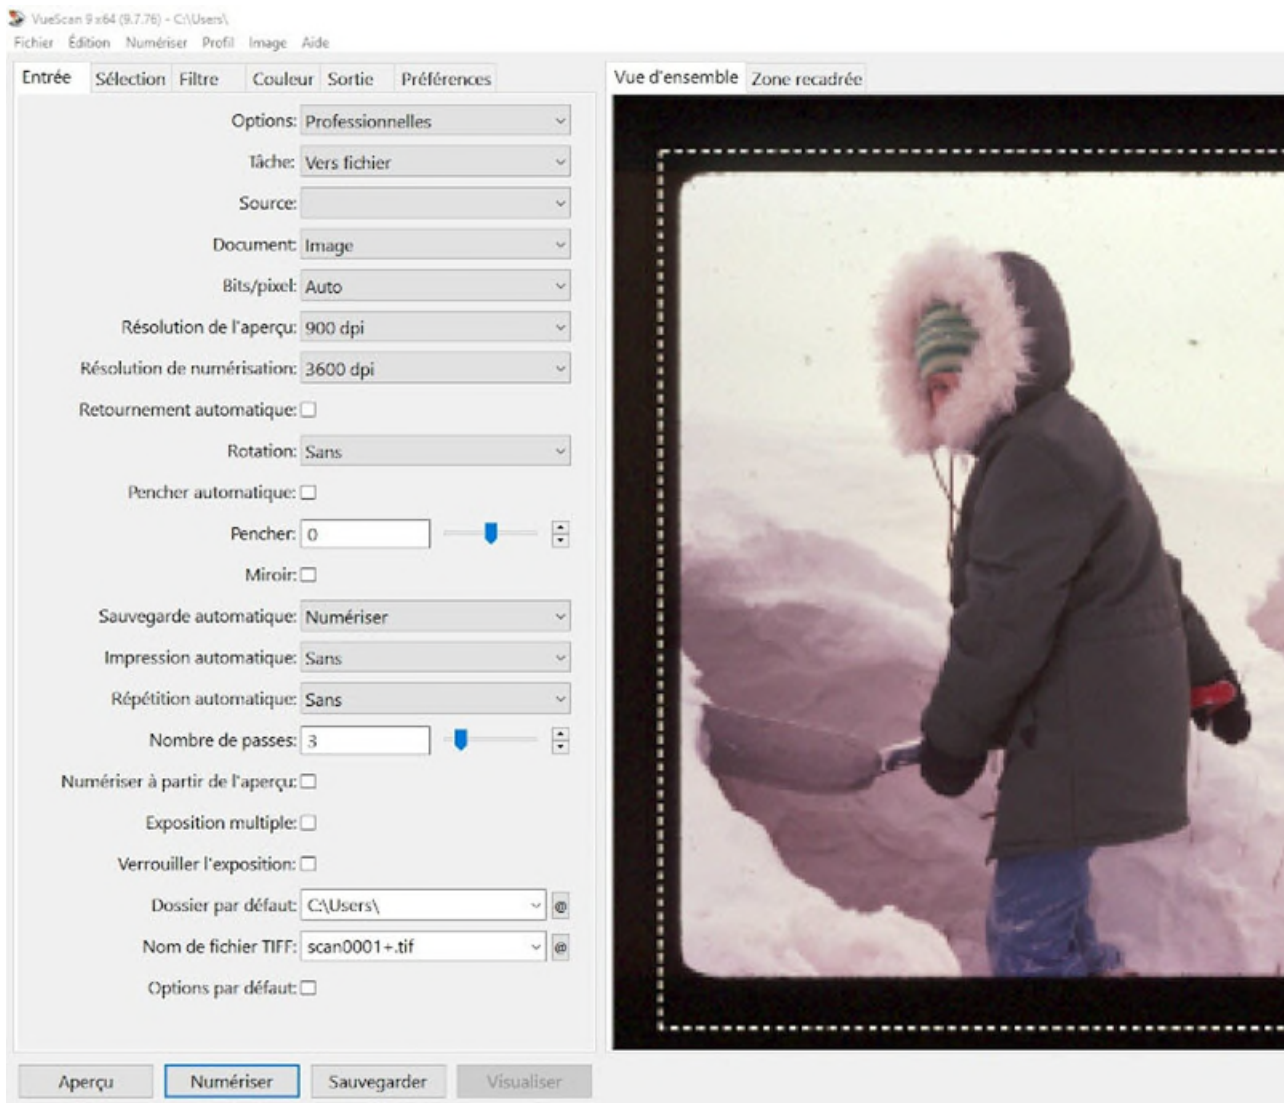 VueScan 9 x64 (9.7.76) - C:\Users\
Fichier Édition Numériser Profil Image Aide
Entrée Sélection Filtre Couleur Sortie Préférences
Vue d'ensemble Zone recadrée
Options: Professionnelles
Tâche: Vers fichier
Source:
Document: Image
Bits/pixel: Auto
Résolution de l'aperçu: 900 dpi
Résolution de numérisation: 3600 dpi
Retournement automatique:
Rotation: Sans
Pencher automatique:
Pencher: 0
Miroir:
Sauvegarde automatique: Numériser
Impression automatique: Sans
Répétition automatique: Sans
Nombre de passes: 3
Numériser à partir de l'aperçu:
Exposition multiple:
Verrouiller l'exposition:
Dossier par défaut: C:\Users\ @
Nom de fichier TIFF: scan0001+.tif @
Options par défaut:
Aperçu Numériser Sauvegarder Visualiser